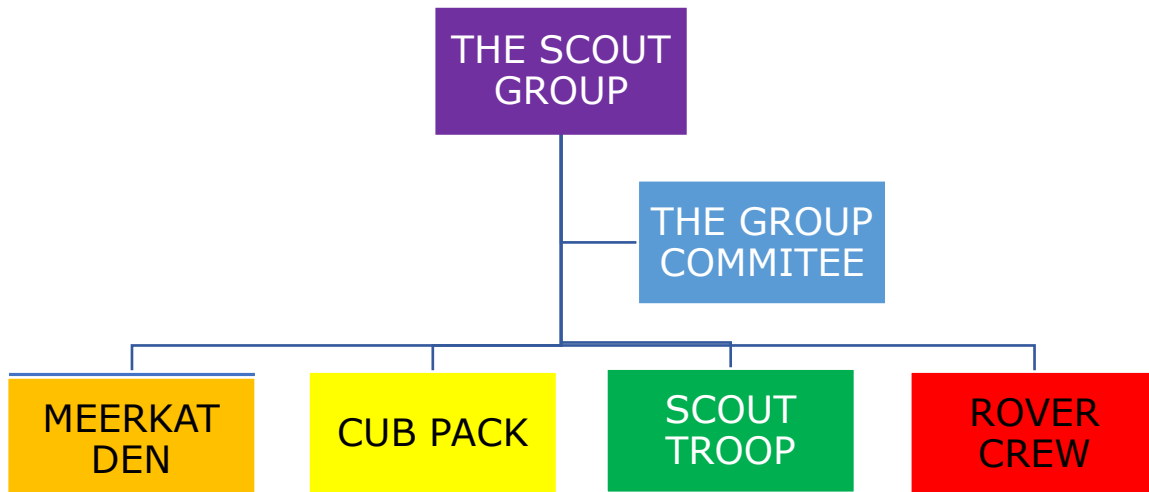 THE SCOUT
GROUP
THE GROUP
COMMITEE
MEERKAT
DEN
CUB PACK
SCOUT
TROOP
ROVER
CREW